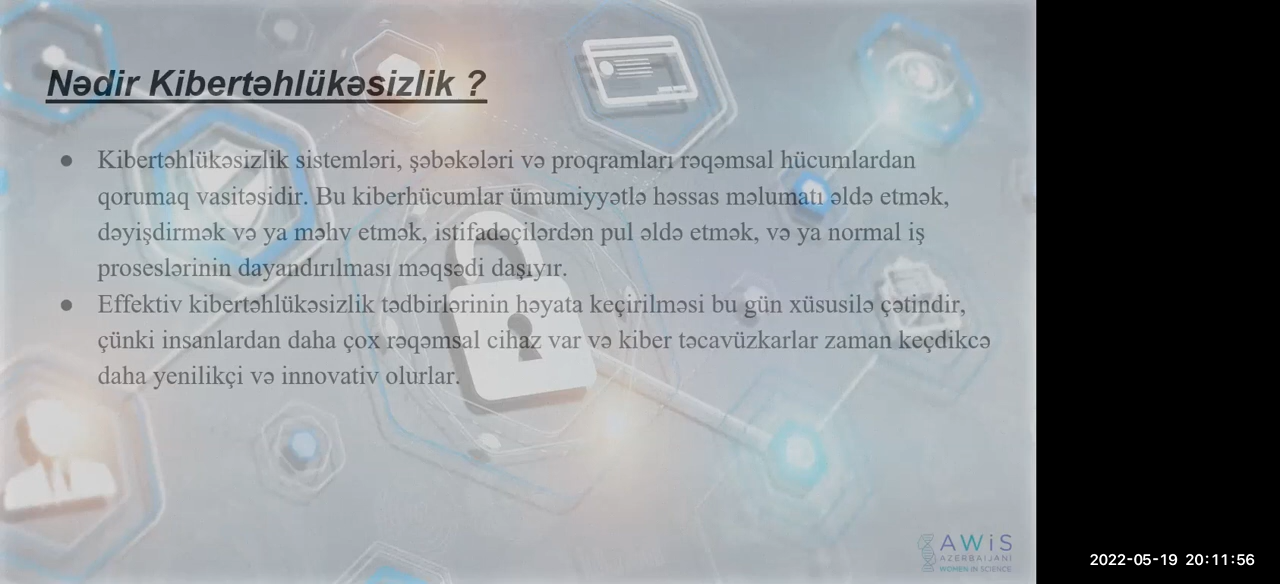 Nədir Kibertəhlükəsizlik ?
● Kibertəhlükəsizlik sistemləri, şəbəkələri və proqramları rəqəmsal hücumlardan
qorumaq vasitəsidir. Bu kiberhücumlar ümumiyyətlə həssas məlumatı əldə etmək,
dəyişdirmək və ya məhv etmək, istifadəçilərdən pul əldə etmək, və ya normal iş
proseslərinin dayandırılması məqsədi daşıyır.
● Effektiv kibertəhlükəsizlik tədbirlərinin həyata keçirilməsi bu gün xüsusilə çətindir,
çünki insanlardan daha çox rəqəmsal cihaz var və kiber təcavüzkarlar zaman keçdikcə
daha yenilikçi və innovativ olurlar.
AWiS
AZERBAIJANI
WOMEN iN SCiENCE
2022-05-19 20:11:56